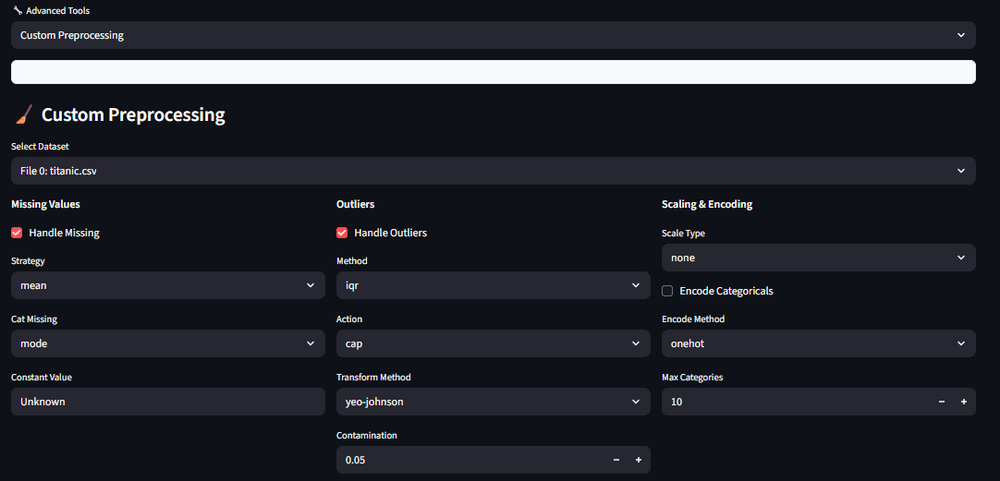 Advanced Tools
Custom Preprocessing
Custom Preprocessing
Select Dataset
File 0: titanic.csv
Missing Values
Handle Missing
Strategy
mean
Cat Missing
mode
Constant Value
Unknown
Outliers
Handle Outliers
Method
iqr
Action
cap
Transform Method
yeo-johnson
Contamination
0.05
Scaling & Encoding
Scale Type
none
Encode Categoricals
Encode Method
onehot
Max Categories
10